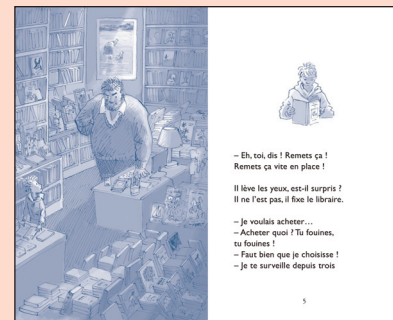 – Eh, toi, dis ! Remets ça !
Remets ça vite en place !
Il lève les yeux, est-il surpris ?
Il ne l'est pas, il fixe le libraire.
– Je voulais acheter…
– Acheter quoi ? Tu fouines,
tu fouines !
– Faut bien que je choisisse !
– Je te surveille depuis trois
5